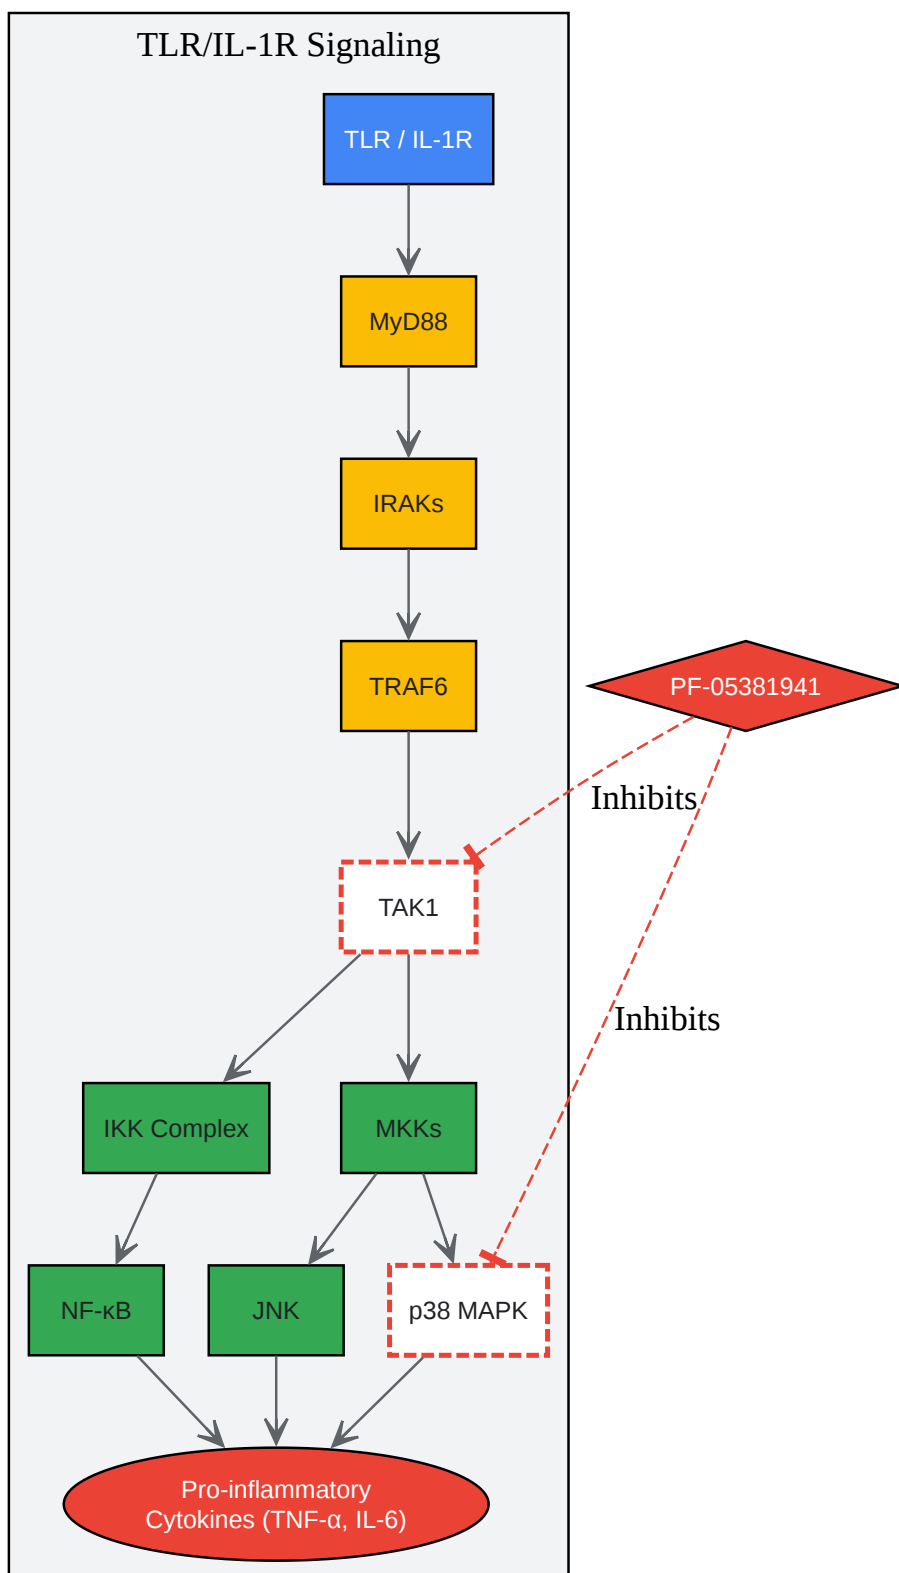 TLR/IL-1R Signaling
TLR / IL-1R
MyD88
IRAKs
TRAF6
PF-05381941
Inhibits
TAK1
Inhibits
IKK Complex
MKKs
NF-κB
JNK
p38 MAPK
Pro-inflammatory
Cytokines (TNF-α, IL-6)